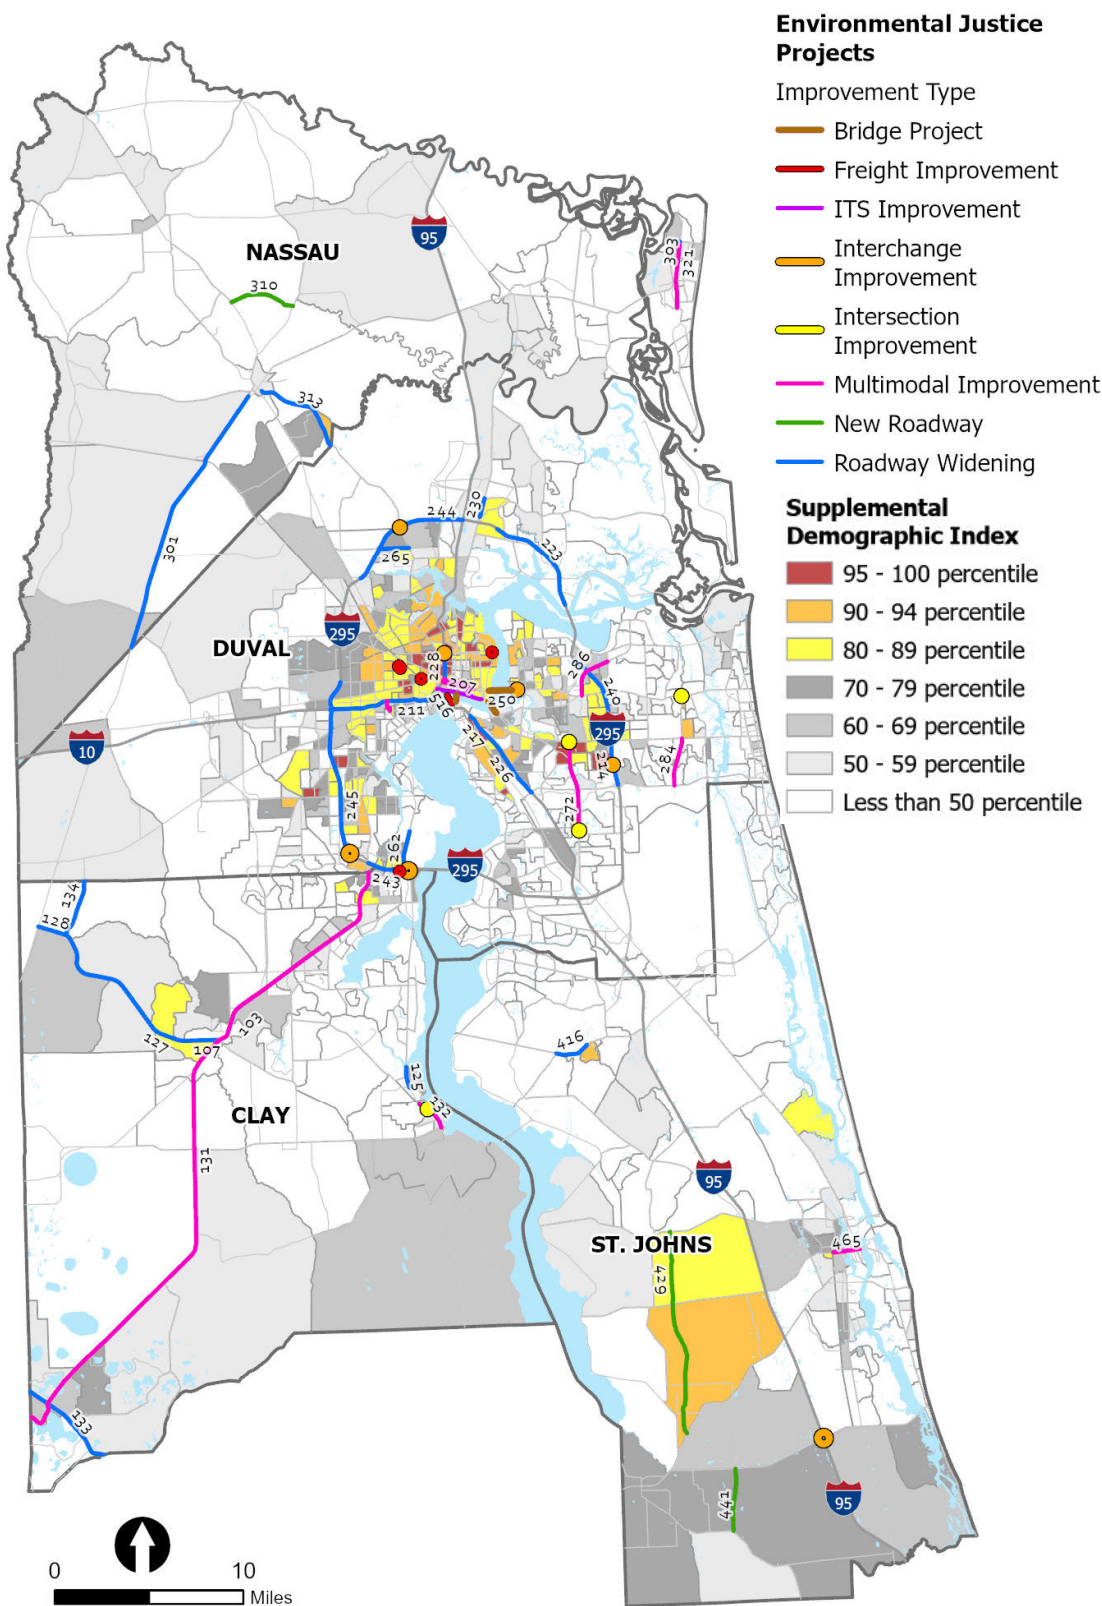 Environmental Justice
Projects
Improvement Type
Bridge Project
Freight Improvement
ITS Improvement
Interchange
Improvement
Intersection
Improvement
Multimodal Improvement
New Roadway
Roadway Widening
Supplemental
Demographic Index
95 - 100 percentile
90 - 94 percentile
80 - 89 percentile
70 - 79 percentile
60 - 69 percentile
50 - 59 percentile
Less than 50 percentile
95
NASSAU
303
321
310
313
301
230
244
223
265
295
DUVAL
228
286
207
240
250
211
516
217
295
10
226
214
284
245
272
262
295
243
134
128
103
127
107
416
125
132
CLAY
131
95
ST. JOHNS
465
429
133
441
95
0
10
Miles